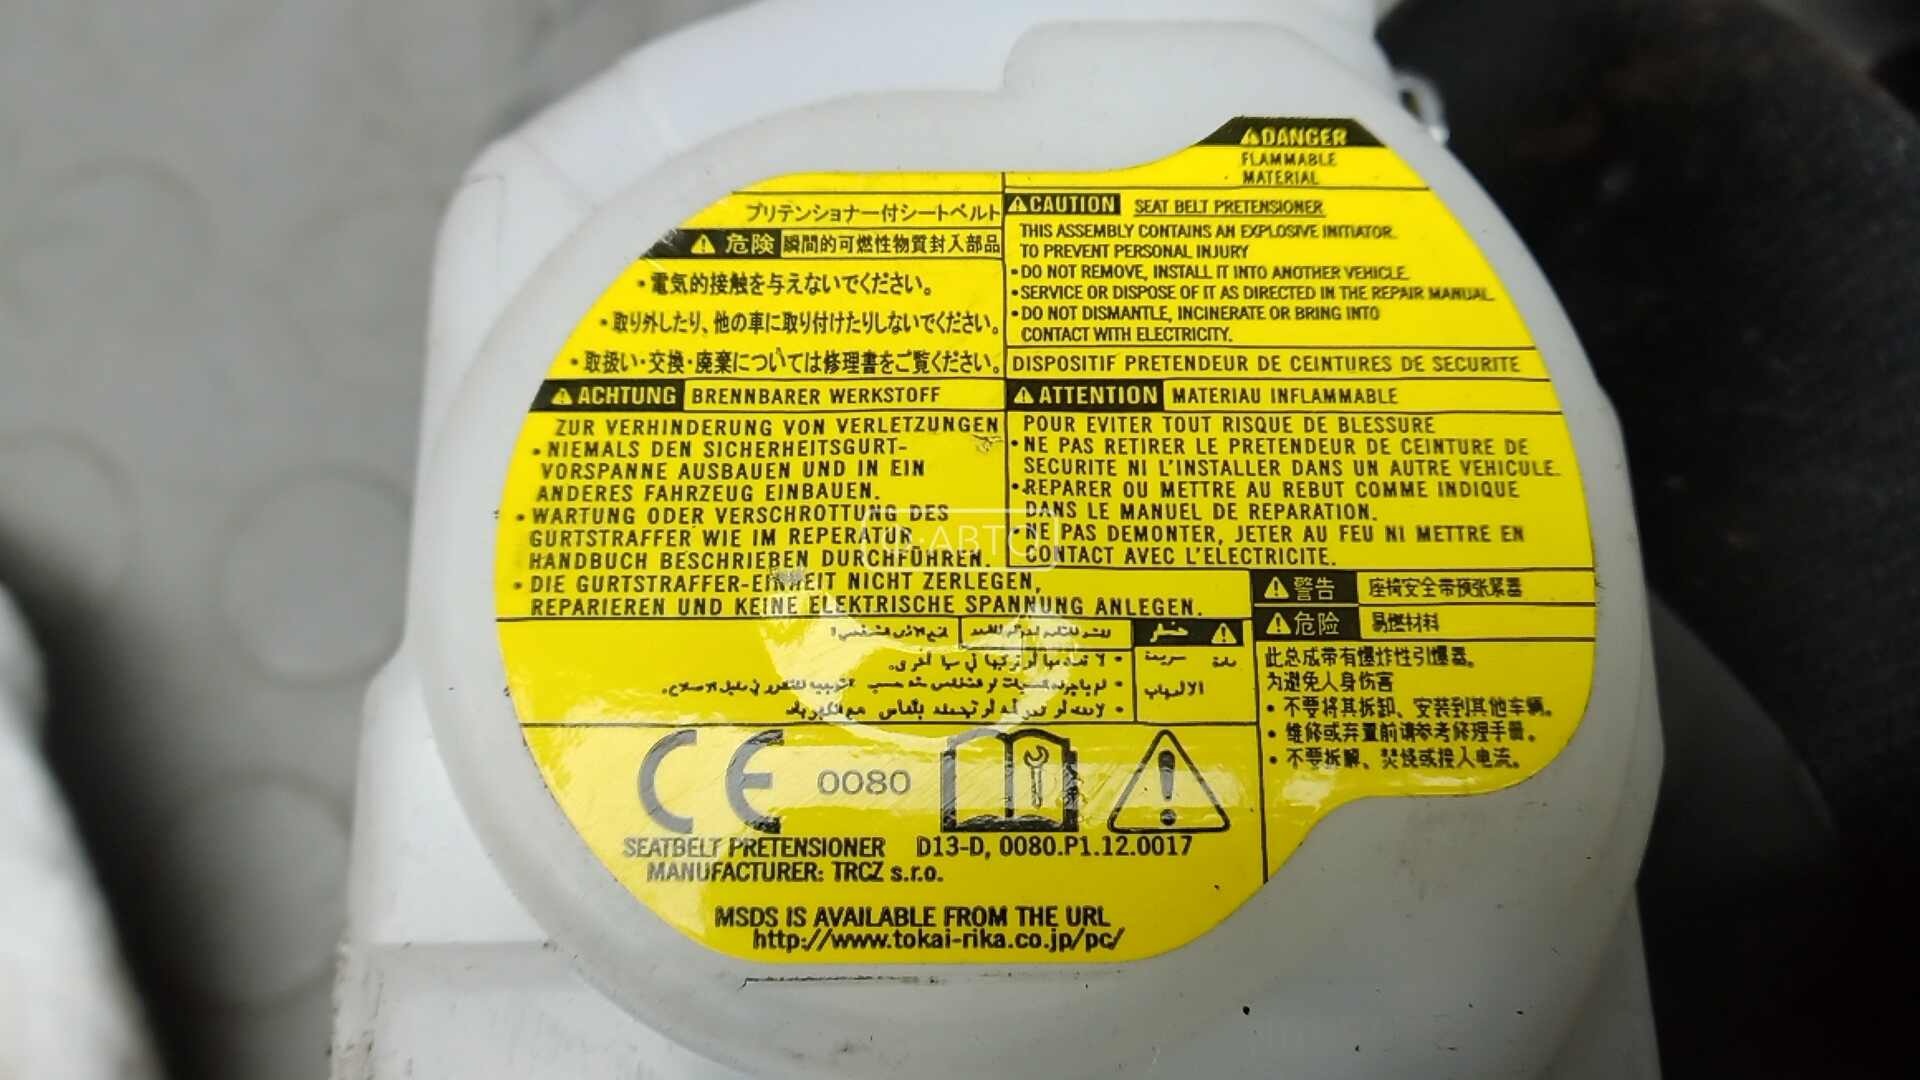 DANGER
FLAMMABLE
MATERIAL
プリテンショナー付シートベルト
危険 瞬間的可燃性物質封入部品
・電気的接触を与えないでください。
・取り外したり、他の車に取り付けたりしないでください。
・取扱い・交換・廃棄については修理書をご覧ください。
CAUTION SEAT BELT PRETENSIONER
THIS ASSEMBLY CONTAINS AN EXPLOSIVE INITIATOR.
TO PREVENT PERSONAL INJURY
•DO NOT REMOVE, INSTALL IT INTO ANOTHER VEHICLE.
•SERVICE OR DISPOSE OF IT AS DIRECTED IN THE REPAIR MANUAL.
•DO NOT DISMANTLE, INCINERATE OR BRING INTO
CONTACT WITH ELECTRICITY.
DISPOSITIF PRETENDEUR DE CEINTURES DE SECURITE
ACHTUNG BRENNBARER WERKSTOFF
ZUR VERHINDERUNG VON VERLETZUNGEN
•NIEMALS DEN SICHERHEITSGURT-
VORSPANNE AUSBAUEN UND IN EIN
ANDERES FAHRZEUG EINBAUEN.
•WARTUNG ODER VERSCHROTTUNG DES
GURTSTRAFFER WIE IM REPERATUR
HANDBUCH BESCHRIEBEN DURCHFÜHREN.
•DIE GURTSTRAFFER-EINHEIT NICHT ZERLEGEN,
REPARIEREN UND KEINE ELEKTRISCHE SPANNUNG ANLEGEN.
ATTENTION MATERIAU INFLAMMABLE
POUR EVITER TOUT RISQUE DE BLESSURE
•NE PAS RETIRER LE PRETENDEUR DE CEINTURE DE
SECURITE NI L'INSTALLER DANS UN AUTRE VEHICULE.
•REPARER OU METTRE AU REBUT COMME INDIQUE
DANS LE MANUEL DE REPARATION.
•NE PAS DEMONTER, JETER AU FEU NI METTRE EN
CONTACT AVEC L'ELECTRICITE.
АВТО
خطر
مادة سريعة
الالتهاب
警告 座椅安全带预张紧器
危险 易燃材料
此总成带有爆炸性引爆器。
为避免人身伤害
• 不要将其拆卸、安装到其他车辆。
• 维修或弃置前请参考修理手册。
• 不要拆解、焚烧或接入电流。
CE 0080
SEATBELT PRETENSIONER D13-D, 0080.P1.12.0017
MANUFACTURER: TRCZ s.r.o.
MSDS IS AVAILABLE FROM THE URL
http://www.tokai-rika.co.jp/pc/